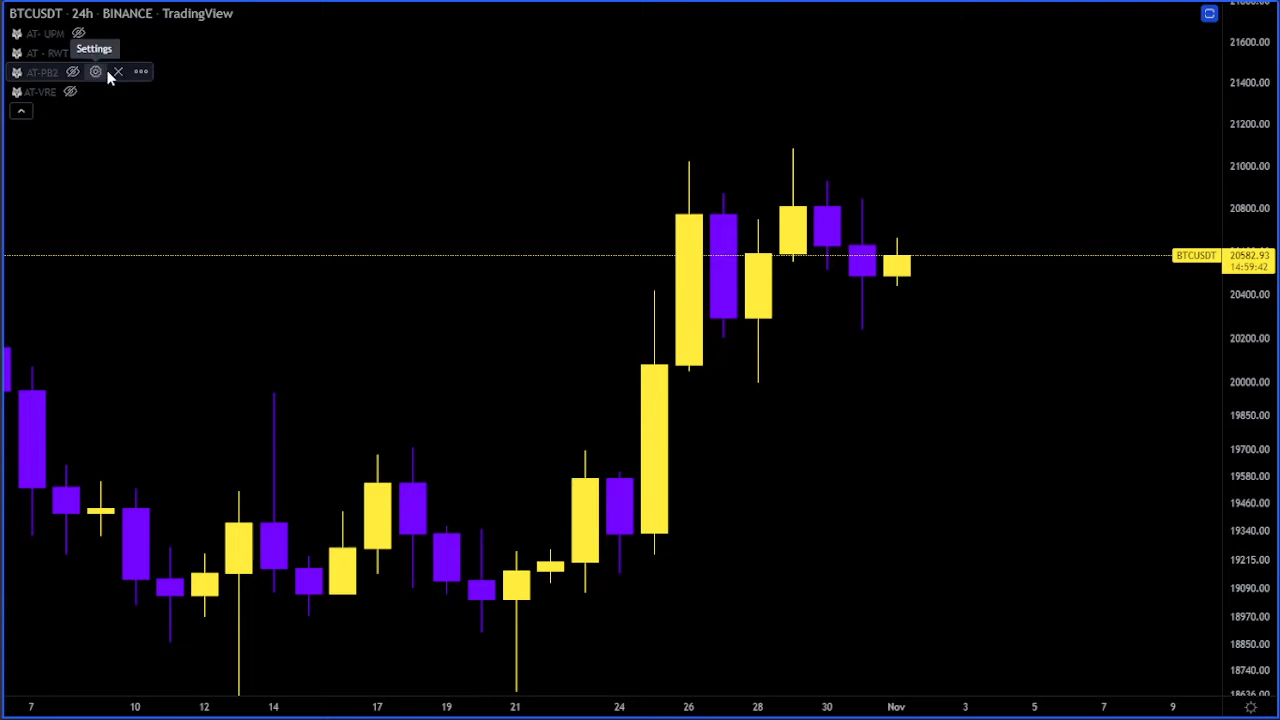 BTCUSDT · 24h · BINANCE · TradingView
AT- UPM
AT - RWT
Settings
AT-PB2
AT-VRE
21600.00
21400.00
21200.00
21000.00
20800.00
BTCUSDT 20582.93
14:59:42
20400.00
20200.00
20000.00
19850.00
19700.00
19580.00
19460.00
19340.00
19215.00
19090.00
18970.00
18850.00
18740.00
18636.00
7 10 12 14 17 19 21 24 26 28 30 Nov 3 5 7 9